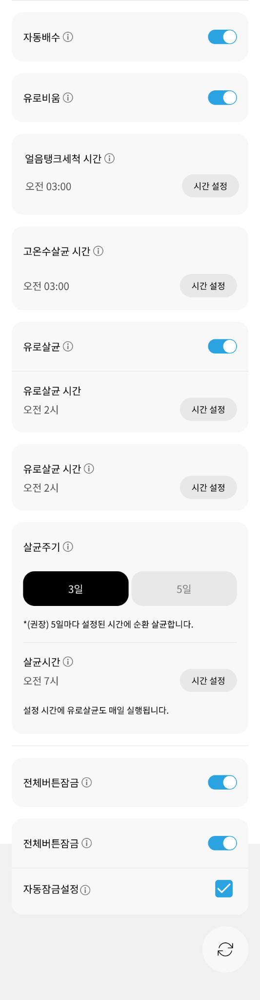 자동배수
유로비움
얼음탱크세척 시간
오전 03:00
시간 설정
고온수살균 시간
오전 03:00
시간 설정
유로살균
유로살균 시간
오전 2시
시간 설정
유로살균 시간
오전 2시
시간 설정
살균주기
3일
5일
*(권장) 5일마다 설정된 시간에 순환 살균합니다.
살균시간
오전 7시
시간 설정
설정 시간에 유로살균도 매일 실행됩니다.
전체버튼잠금
전체버튼잠금
자동잠금설정